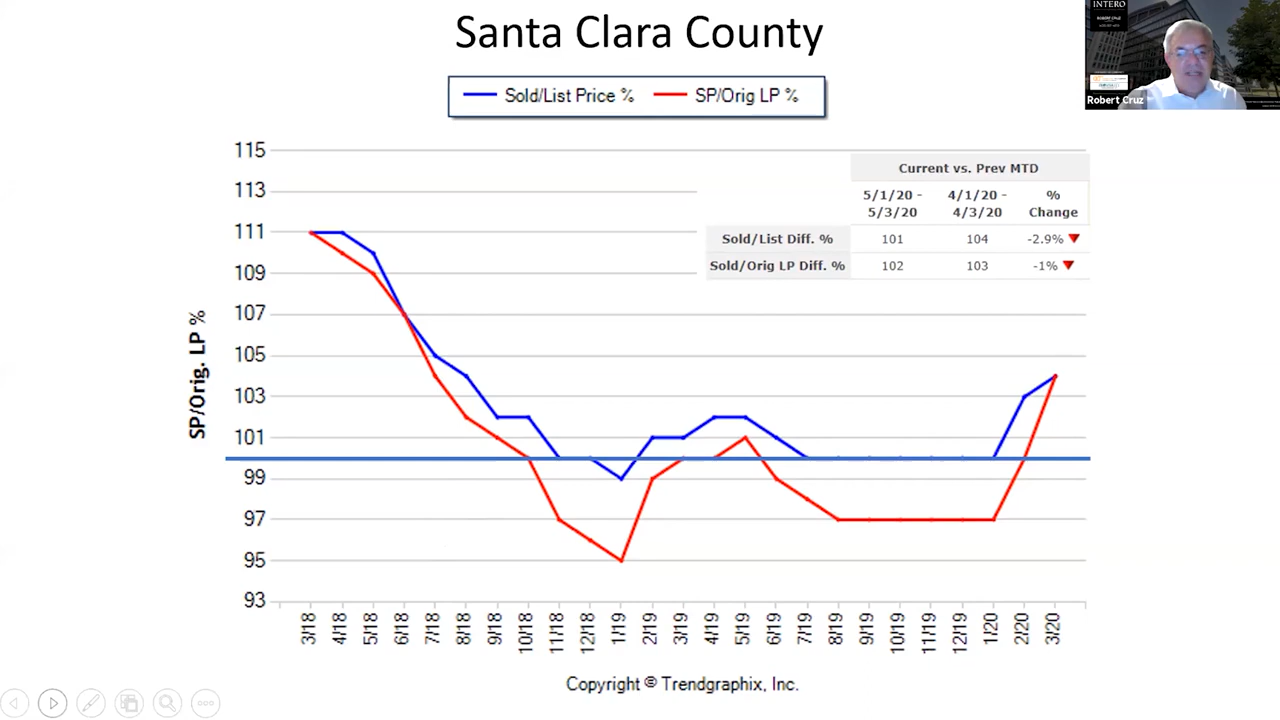 Santa Clara County
INTERO
ROBERT CRUZ
Robert Cruz
Sold/List Price % SP/Orig LP %
SP/Orig. LP %
115
113
111
109
107
105
103
101
99
97
95
93
Current vs. Prev MTD
5/1/20 - 4/1/20 - %
5/3/20 4/3/20 Change
Sold/List Diff. % 101 104 -2.9%
Sold/Orig LP Diff. % 102 103 -1%
3/18 4/18 5/18 6/18 7/18 8/18 9/18 10/18 11/18 12/18 1/19 2/19 3/19 4/19 5/19 6/19 7/19 8/19 9/19 10/19 11/19 12/19 1/20 2/20 3/20
Copyright © Trendgraphix, Inc.